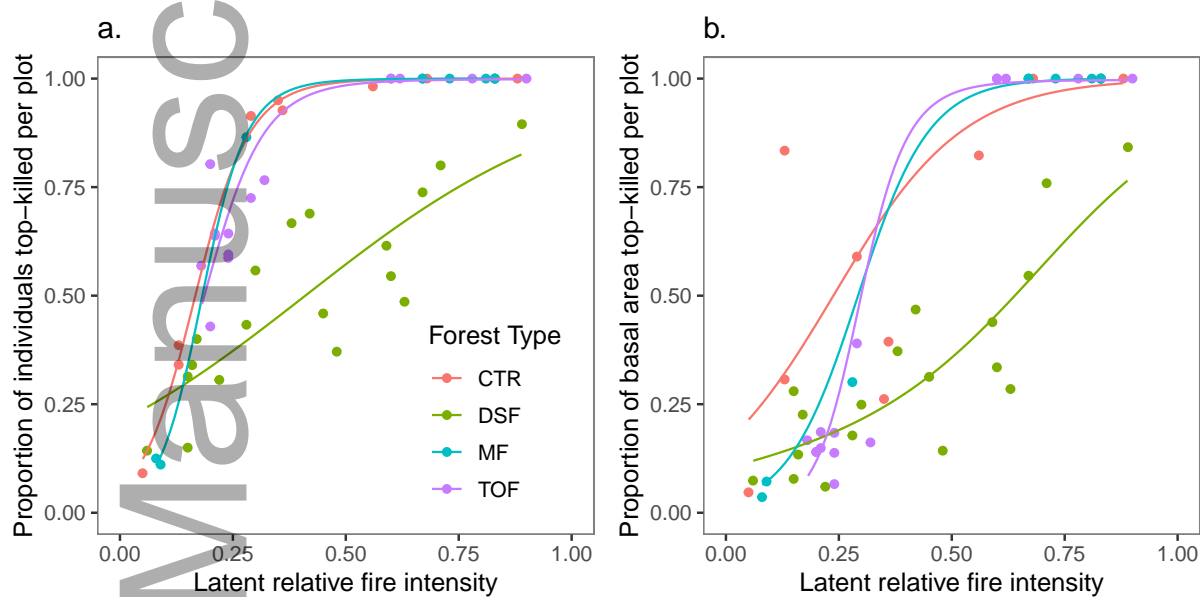 a.
Proportion of individuals top−killed per plot
1.00
0.75
0.50
0.25
0.00
0.00 0.25 0.50 0.75 1.00
Latent relative fire intensity
Forest Type
CTR
DSF
MF
TOF
b.
Proportion of basal area top−killed per plot
1.00
0.75
0.50
0.25
0.00
0.00 0.25 0.50 0.75 1.00
Latent relative fire intensity
Manusc